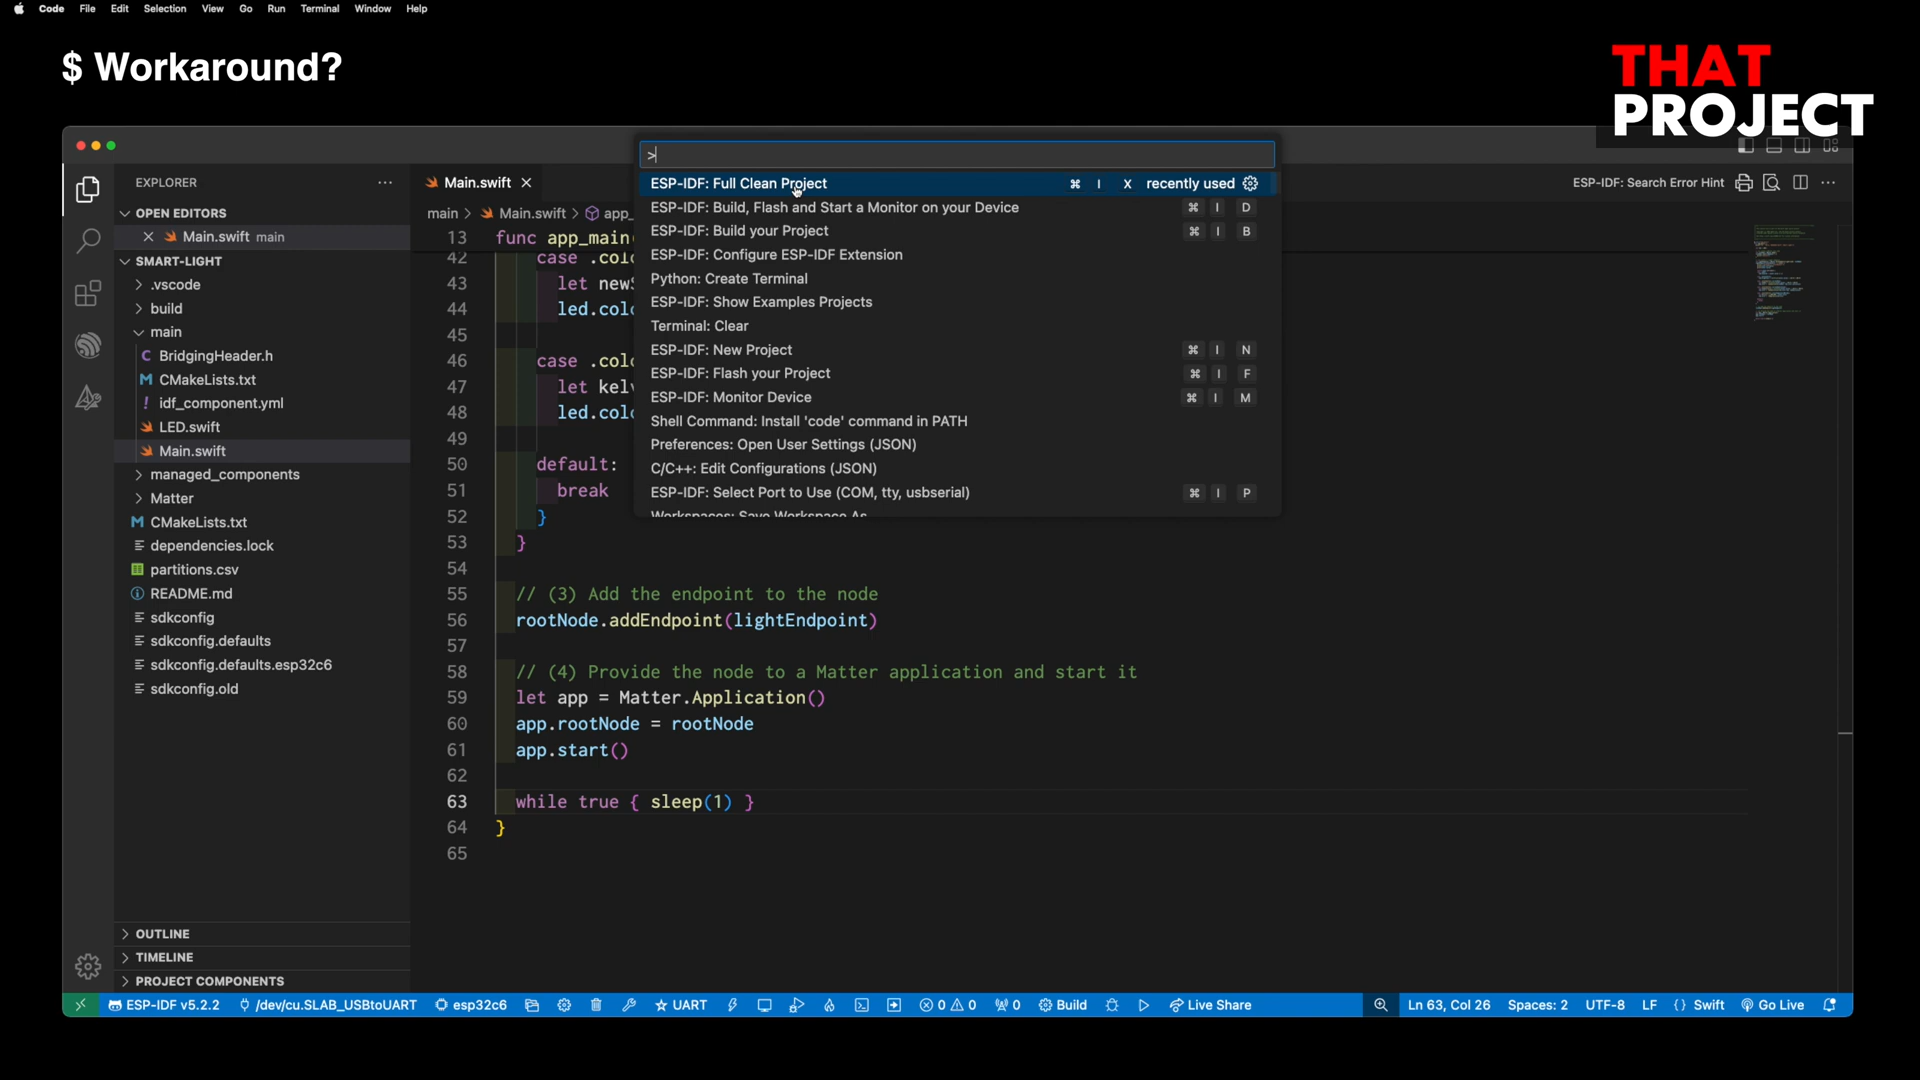 Code File Edit Selection View Go Run Terminal Window Help
$ Workaround?
THAT
PROJECT
>
EXPLORER
Main.swift
ESP-IDF: Search Error Hint
OPEN EDITORS
Main.swift main
SMART-LIGHT
.vscode
build
main
BridgingHeader.h
CMakeLists.txt
idf_component.yml
LED.swift
Main.swift
managed_components
Matter
CMakeLists.txt
dependencies.lock
partitions.csv
README.md
sdkconfig
sdkconfig.defaults
sdkconfig.defaults.esp32c6
sdkconfig.old
OUTLINE
TIMELINE
PROJECT COMPONENTS
ESP-IDF: Full Clean Project ⌘ I X recently used
ESP-IDF: Build, Flash and Start a Monitor on your Device ⌘ I D
ESP-IDF: Build your Project ⌘ I B
ESP-IDF: Configure ESP-IDF Extension
Python: Create Terminal
ESP-IDF: Show Examples Projects
Terminal: Clear
ESP-IDF: New Project ⌘ I N
ESP-IDF: Flash your Project ⌘ I F
ESP-IDF: Monitor Device ⌘ I M
Shell Command: Install 'code' command in PATH
Preferences: Open User Settings (JSON)
C/C++: Edit Configurations (JSON)
ESP-IDF: Select Port to Use (COM, tty, usbserial) ⌘ I P
Workspaces: Save Workspace As
main > Main.swift > app_
13 func app_main(
42 case .colo
43 let newS
44 led.colo
45
46 case .colo
47 let kelv
48 led.colo
49
50 default:
51 break
52 }
53 }
54
55 // (3) Add the endpoint to the node
56 rootNode.addEndpoint(lightEndpoint)
57
58 // (4) Provide the node to a Matter application and start it
59 let app = Matter.Application()
60 app.rootNode = rootNode
61 app.start()
62
63 while true { sleep(1) }
64 }
65
ESP-IDF v5.2.2 /dev/cu.SLAB_USBtoUART esp32c6 UART 0 0 0 Build Live Share Ln 63, Col 26 Spaces: 2 UTF-8 LF {} Swift Go Live